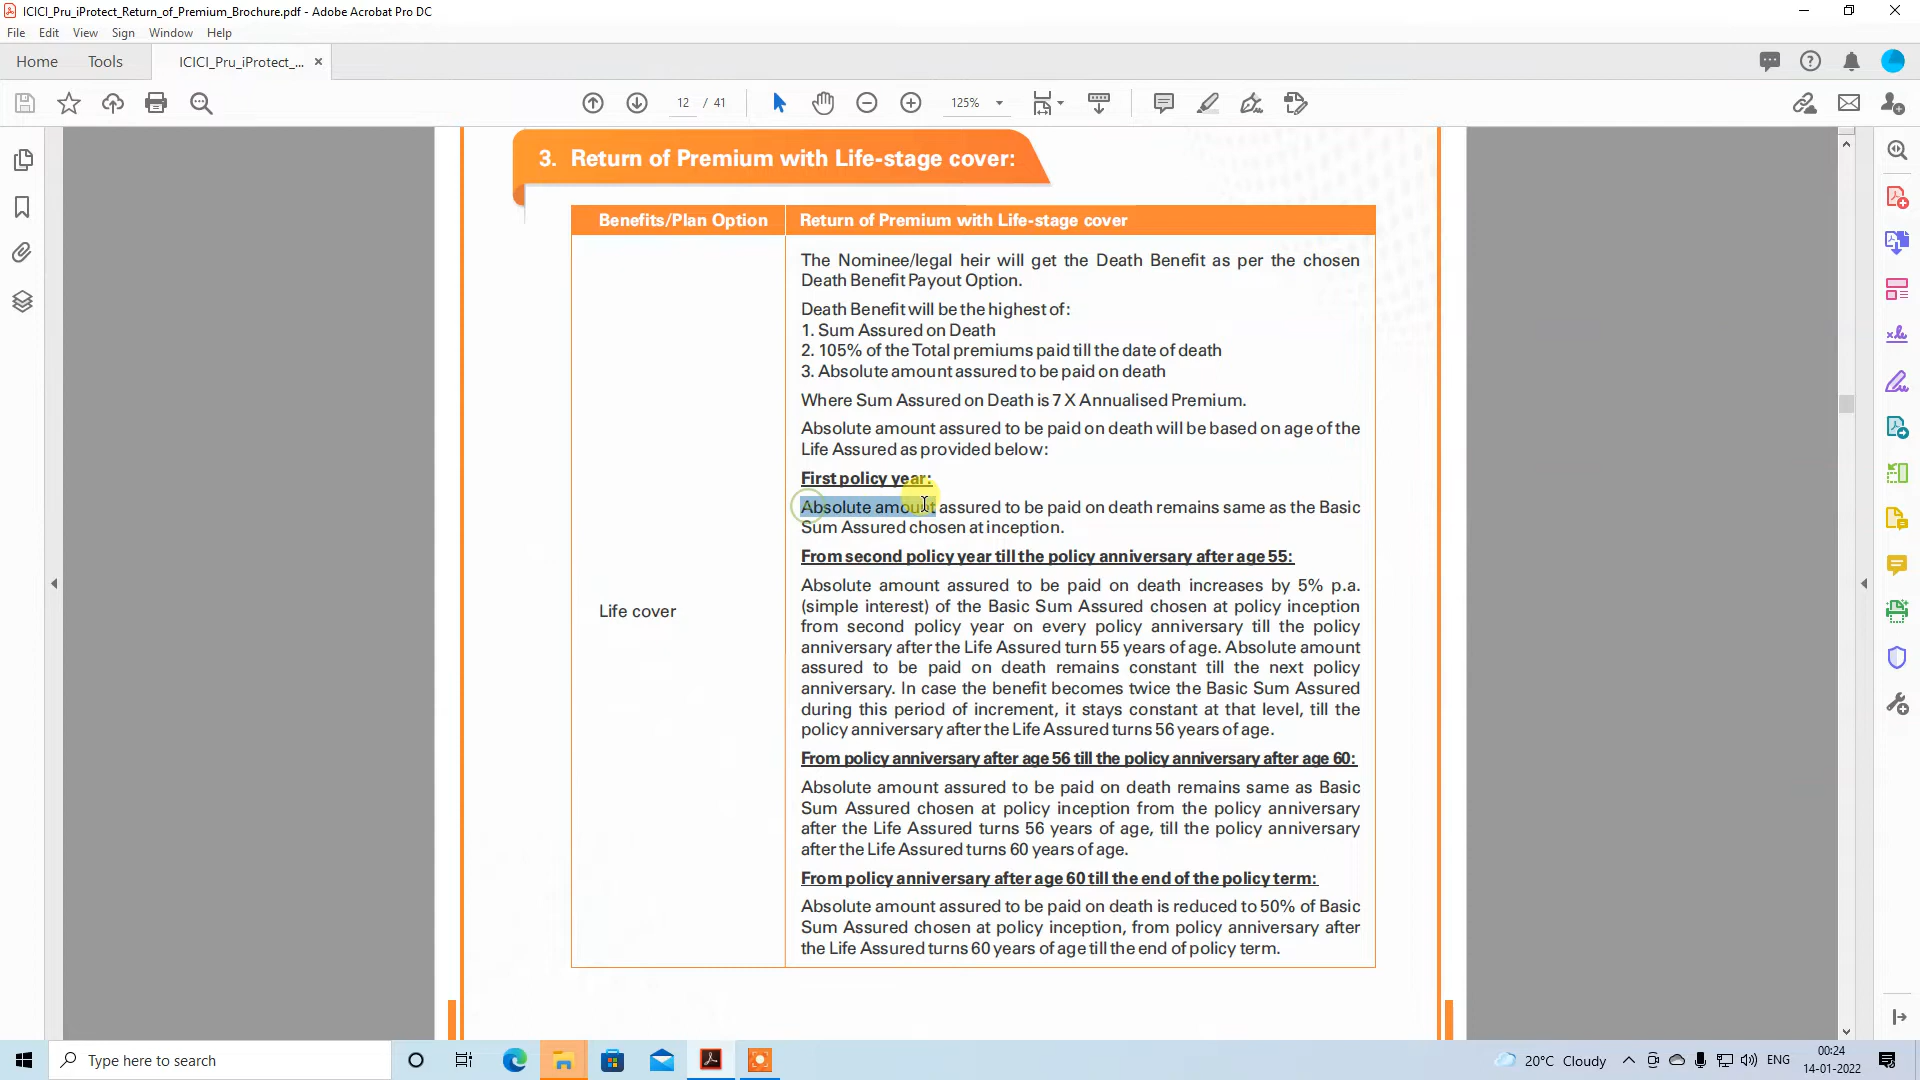 ICICI_Pru_iProtect_Return_of_Premium_Brochure.pdf - Adobe Acrobat Pro DC
File Edit View Sign Window Help
Home Tools ICICI_Pru_iProtect_... ×
12 / 41 125%
3. Return of Premium with Life-stage cover:
Benefits/Plan Option Return of Premium with Life-stage cover
The Nominee/legal heir will get the Death Benefit as per the chosen
Death Benefit Payout Option.
Death Benefit will be the highest of:
1. Sum Assured on Death
2. 105% of the Total premiums paid till the date of death
3. Absolute amount assured to be paid on death
Where Sum Assured on Death is 7 X Annualised Premium.
Absolute amount assured to be paid on death will be based on age of the
Life Assured as provided below:
First policy year:
Absolute amount assured to be paid on death remains same as the Basic
Sum Assured chosen at inception.
From second policy year till the policy anniversary after age 55:
Absolute amount assured to be paid on death increases by 5% p.a.
(simple interest) of the Basic Sum Assured chosen at policy inception
from second policy year on every policy anniversary till the policy
anniversary after the Life Assured turn 55 years of age. Absolute amount
assured to be paid on death remains constant till the next policy
anniversary. In case the benefit becomes twice the Basic Sum Assured
during this period of increment, it stays constant at that level, till the
policy anniversary after the Life Assured turns 56 years of age.
Life cover
From policy anniversary after age 56 till the policy anniversary after age 60:
Absolute amount assured to be paid on death remains same as Basic
Sum Assured chosen at policy inception from the policy anniversary
after the Life Assured turns 56 years of age, till the policy anniversary
after the Life Assured turns 60 years of age.
From policy anniversary after age 60 till the end of the policy term:
Absolute amount assured to be paid on death is reduced to 50% of Basic
Sum Assured chosen at policy inception, from policy anniversary after
the Life Assured turns 60 years of age till the end of policy term.
Type here to search
20°C Cloudy ENG 00:24
14-01-2022